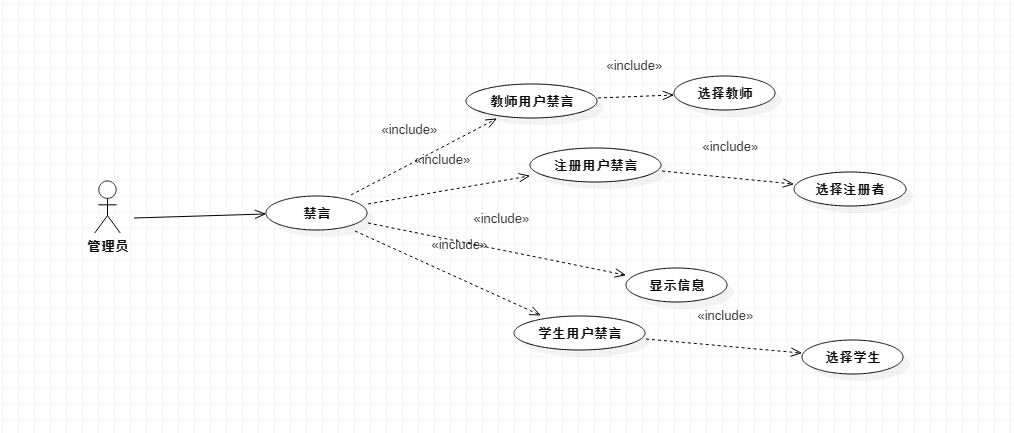 «include»
选择教师
教师用户禁言
«include»
«include»
注册用户禁言
«include»
选择注册者
管理员
禁言
«include»
«include»
显示信息
学生用户禁言
«include»
选择学生